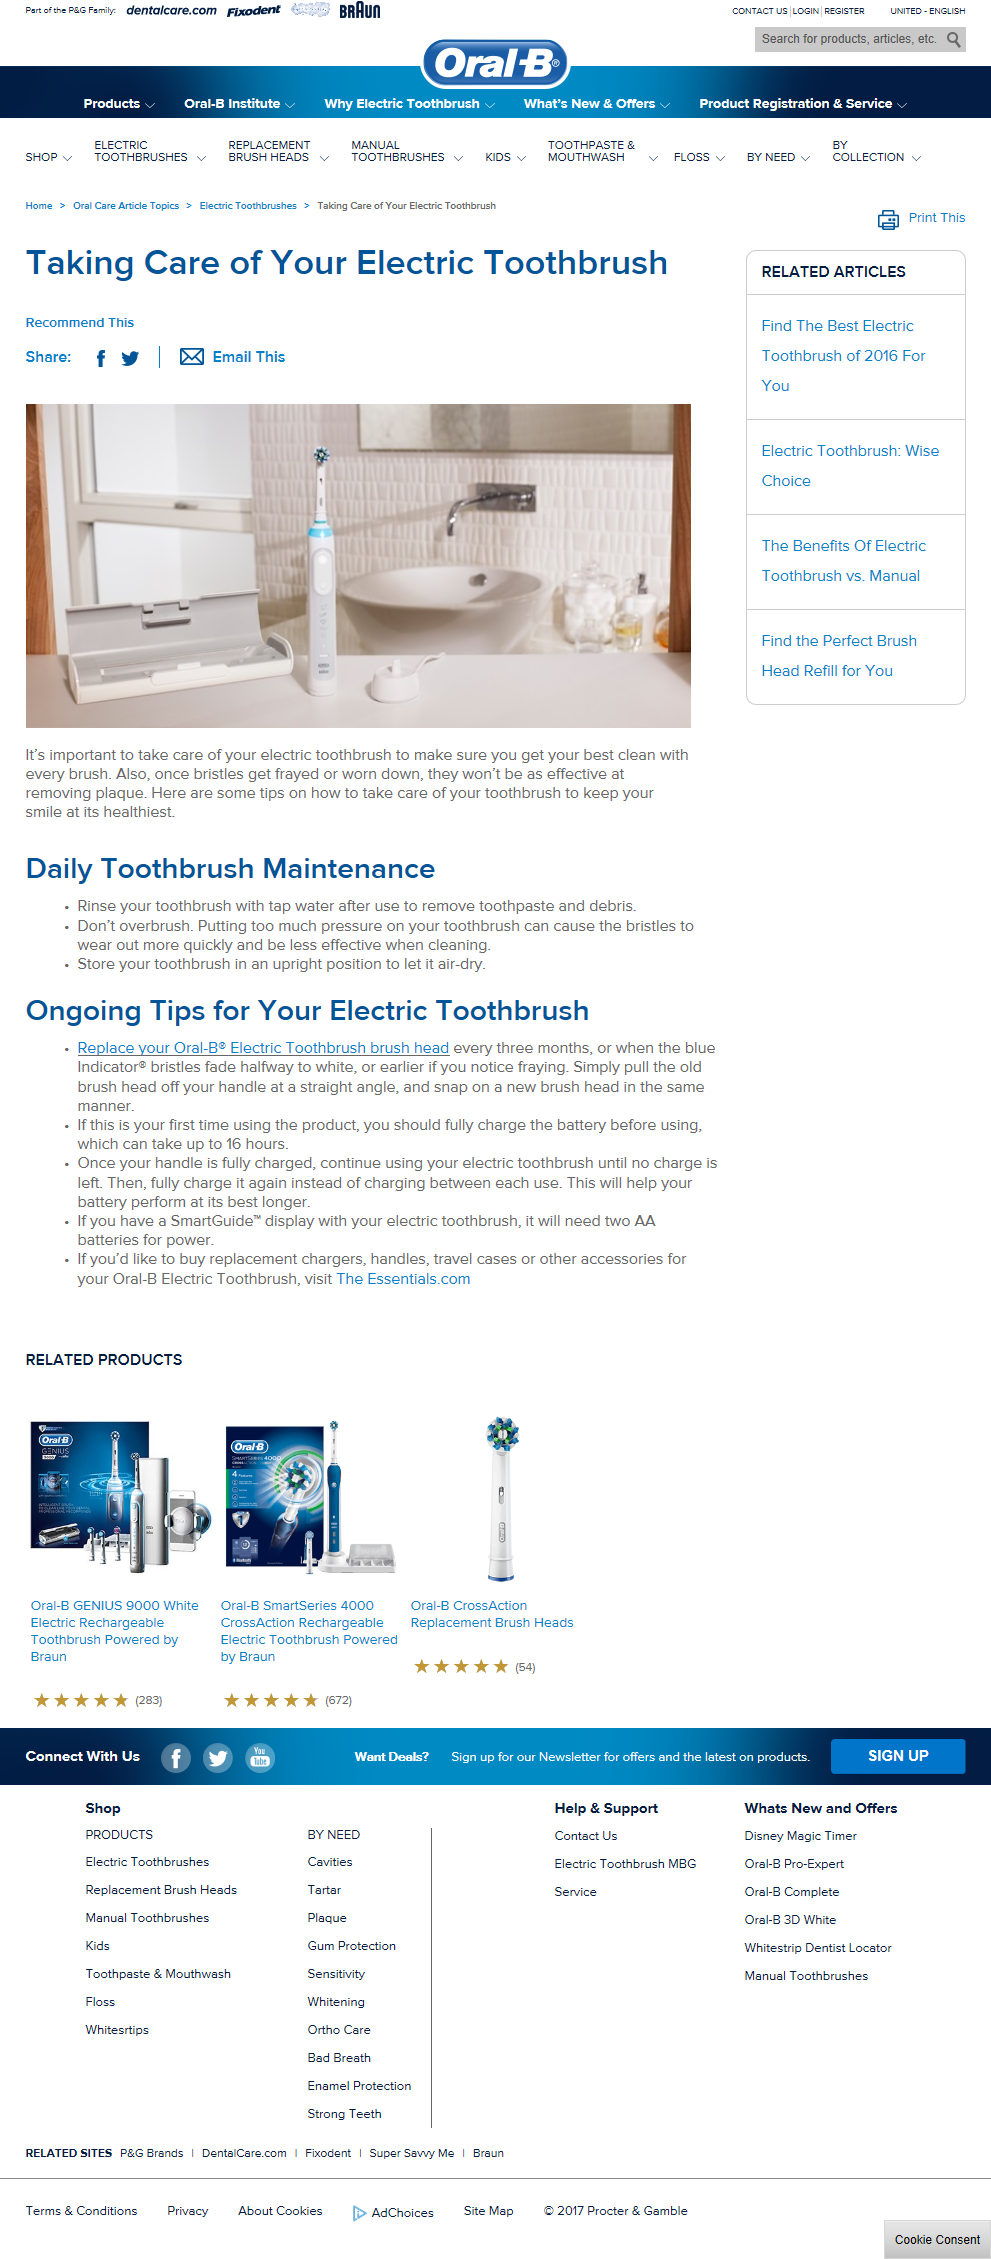 Part of the P&G Family: dentalcare.com Fixodent BRAUN
CONTACT US | LOGIN | REGISTER UNITED - ENGLISH
Search for products, articles, etc.
Oral-B®
Products Oral-B Institute Why Electric Toothbrush What's New & Offers Product Registration & Service
SHOP ELECTRIC TOOTHBRUSHES REPLACEMENT BRUSH HEADS MANUAL TOOTHBRUSHES KIDS TOOTHPASTE & MOUTHWASH FLOSS BY NEED BY COLLECTION
Home > Oral Care Article Topics > Electric Toothbrushes > Taking Care of Your Electric Toothbrush
Print This
Taking Care of Your Electric Toothbrush
Recommend This
Share: Email This
RELATED ARTICLES
Find The Best Electric
Toothbrush of 2016 For
You
Electric Toothbrush: Wise
Choice
The Benefits Of Electric
Toothbrush vs. Manual
Find the Perfect Brush
Head Refill for You
It's important to take care of your electric toothbrush to make sure you get your best clean with
every brush. Also, once bristles get frayed or worn down, they won't be as effective at
removing plaque. Here are some tips on how to take care of your toothbrush to keep your
smile at its healthiest.
Daily Toothbrush Maintenance
• Rinse your toothbrush with tap water after use to remove toothpaste and debris.
• Don't overbrush. Putting too much pressure on your toothbrush can cause the bristles to
wear out more quickly and be less effective when cleaning.
• Store your toothbrush in an upright position to let it air-dry.
Ongoing Tips for Your Electric Toothbrush
• Replace your Oral-B® Electric Toothbrush brush head every three months, or when the blue
Indicator® bristles fade halfway to white, or earlier if you notice fraying. Simply pull the old
brush head off your handle at a straight angle, and snap on a new brush head in the same
manner.
• If this is your first time using the product, you should fully charge the battery before using,
which can take up to 16 hours.
• Once your handle is fully charged, continue using your electric toothbrush until no charge is
left. Then, fully charge it again instead of charging between each use. This will help your
battery perform at its best longer.
• If you have a SmartGuide™ display with your electric toothbrush, it will need two AA
batteries for power.
• If you'd like to buy replacement chargers, handles, travel cases or other accessories for
your Oral-B Electric Toothbrush, visit The Essentials.com
RELATED PRODUCTS
Oral-B
GENIUS
Oral-B
SMARTSERIES 4000
Oral-B GENIUS 9000 White
Electric Rechargeable
Toothbrush Powered by
Braun
(283)
Oral-B SmartSeries 4000
CrossAction Rechargeable
Electric Toothbrush Powered
by Braun
(672)
Oral-B CrossAction
Replacement Brush Heads
(54)
Connect With Us You Tube Want Deals? Sign up for our Newsletter for offers and the latest on products. SIGN UP
Shop
PRODUCTS
Electric Toothbrushes
Replacement Brush Heads
Manual Toothbrushes
Kids
Toothpaste & Mouthwash
Floss
Whitesrtips
BY NEED
Cavities
Tartar
Plaque
Gum Protection
Sensitivity
Whitening
Ortho Care
Bad Breath
Enamel Protection
Strong Teeth
Help & Support
Contact Us
Electric Toothbrush MBG
Service
Whats New and Offers
Disney Magic Timer
Oral-B Pro-Expert
Oral-B Complete
Oral-B 3D White
Whitestrip Dentist Locator
Manual Toothbrushes
RELATED SITES P&G Brands | DentalCare.com | Fixodent | Super Savvy Me | Braun
Terms & Conditions Privacy About Cookies AdChoices Site Map © 2017 Procter & Gamble
Cookie Consent